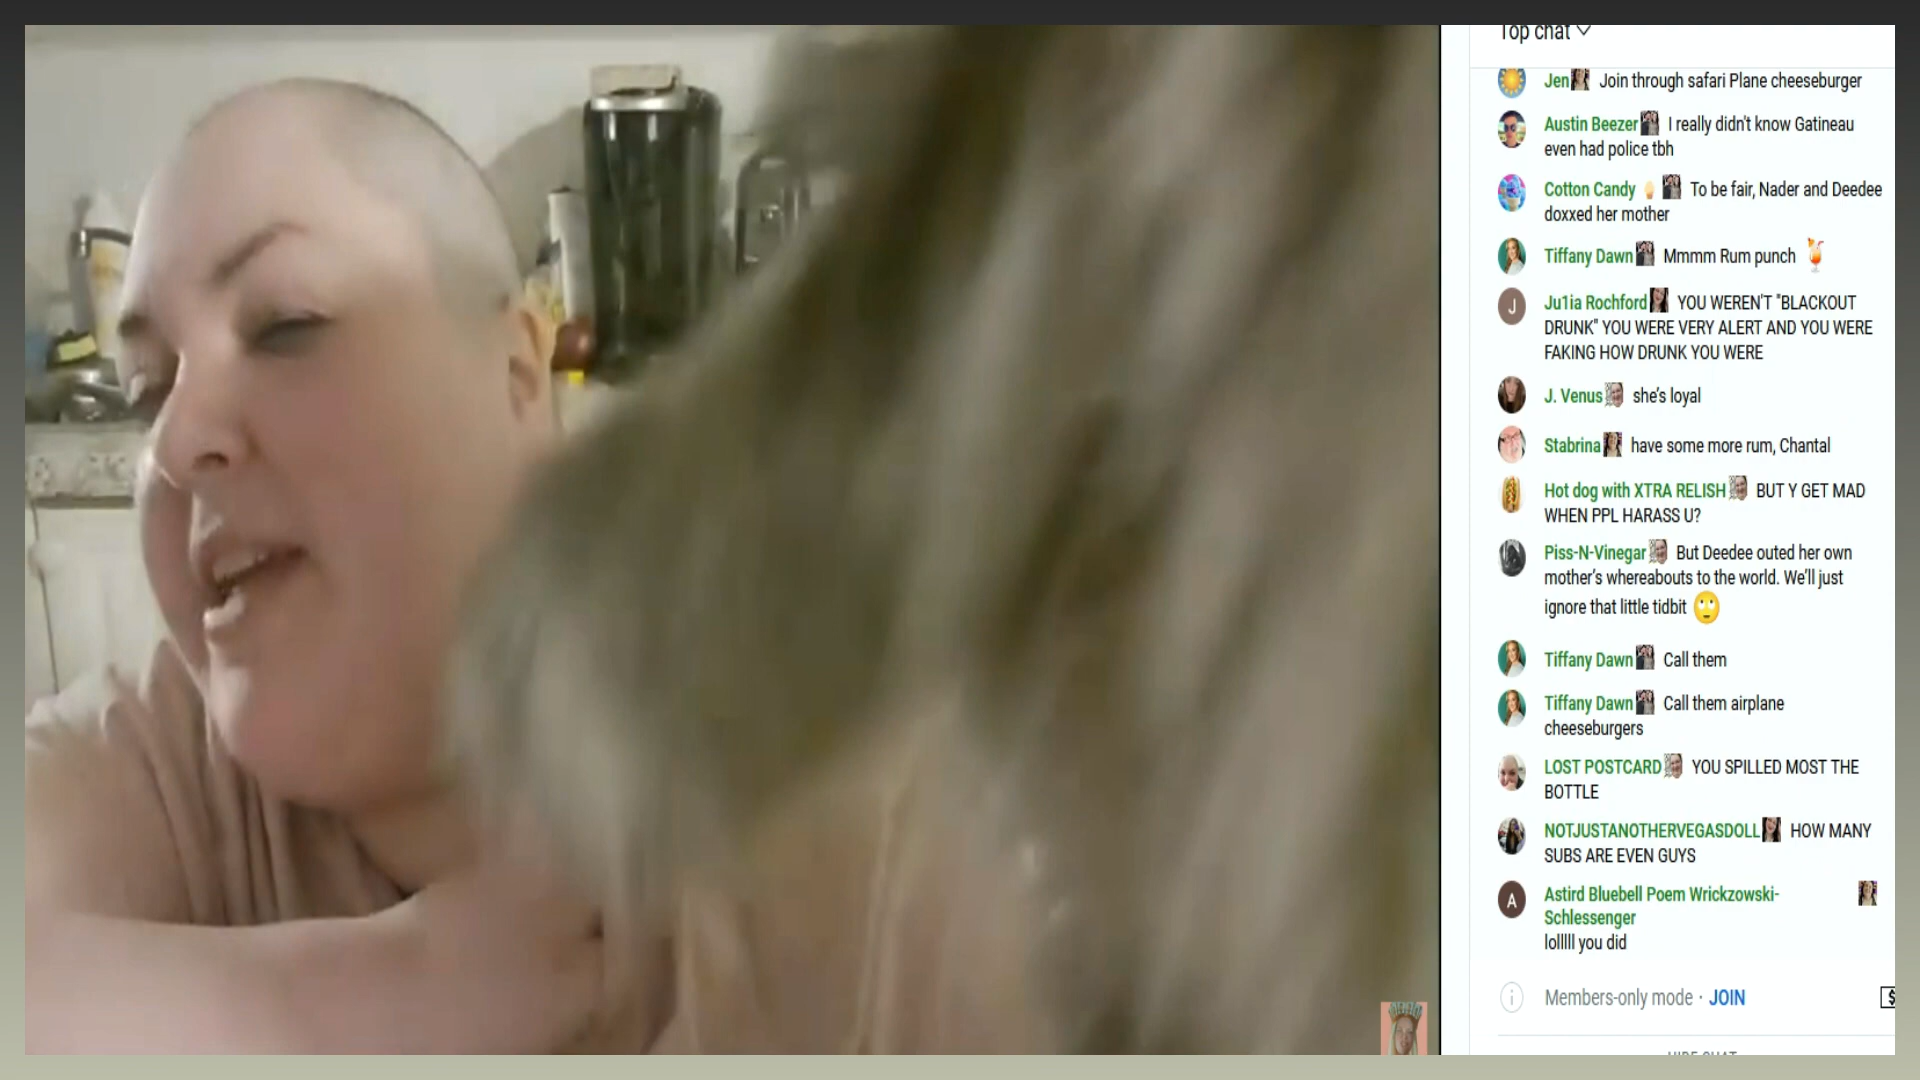 Top chat
Jen Join through safari Plane cheeseburger
Austin Beezer I really didn't know Gatineau
even had police tbh
Cotton Candy 🍦 To be fair, Nader and Deedee
doxxed her mother
Tiffany Dawn Mmmm Rum punch 🍹
J
Ju1ia Rochford YOU WEREN'T "BLACKOUT
DRUNK" YOU WERE VERY ALERT AND YOU WERE
FAKING HOW DRUNK YOU WERE
J. Venus she's loyal
Stabrina have some more rum, Chantal
Hot dog with XTRA RELISH BUT Y GET MAD
WHEN PPL HARASS U?
Piss-N-Vinegar But Deedee outed her own
mother's whereabouts to the world. We'll just
ignore that little tidbit 🙄
Tiffany Dawn Call them
Tiffany Dawn Call them airplane
cheeseburgers
LOST POSTCARD YOU SPILLED MOST THE
BOTTLE
NOTJUSTANOTHERVEGASDOLL HOW MANY
SUBS ARE EVEN GUYS
A
Astird Bluebell Poem Wrickzowski-
Schlessenger
lolllll you did
Members-only mode · JOIN
HIDE CHAT